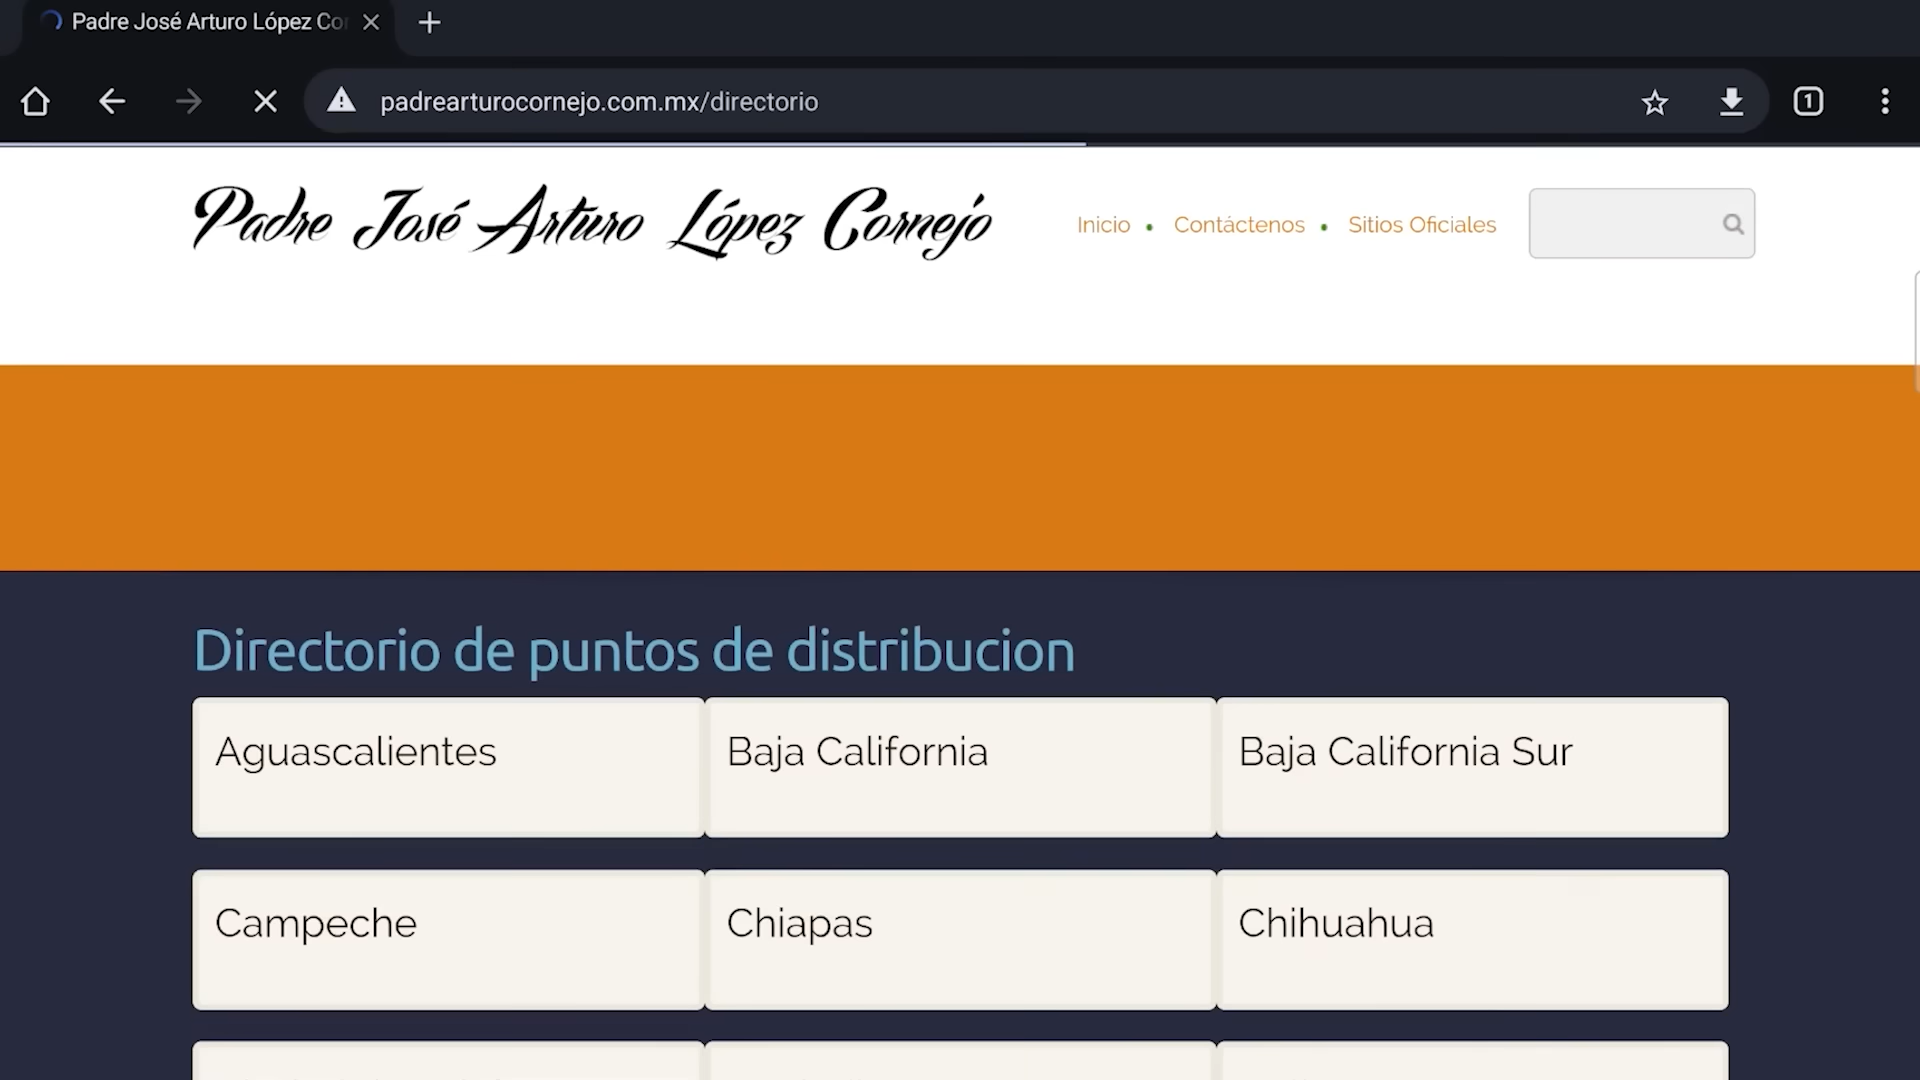 Padre José Arturo López Co
padrearturocornejo.com.mx/directorio
1
Padre José Arturo López Cornejo
Inicio • Contáctenos • Sitios Oficiales
Directorio de puntos de distribucion
Aguascalientes
Baja California
Baja California Sur
Campeche
Chiapas
Chihuahua